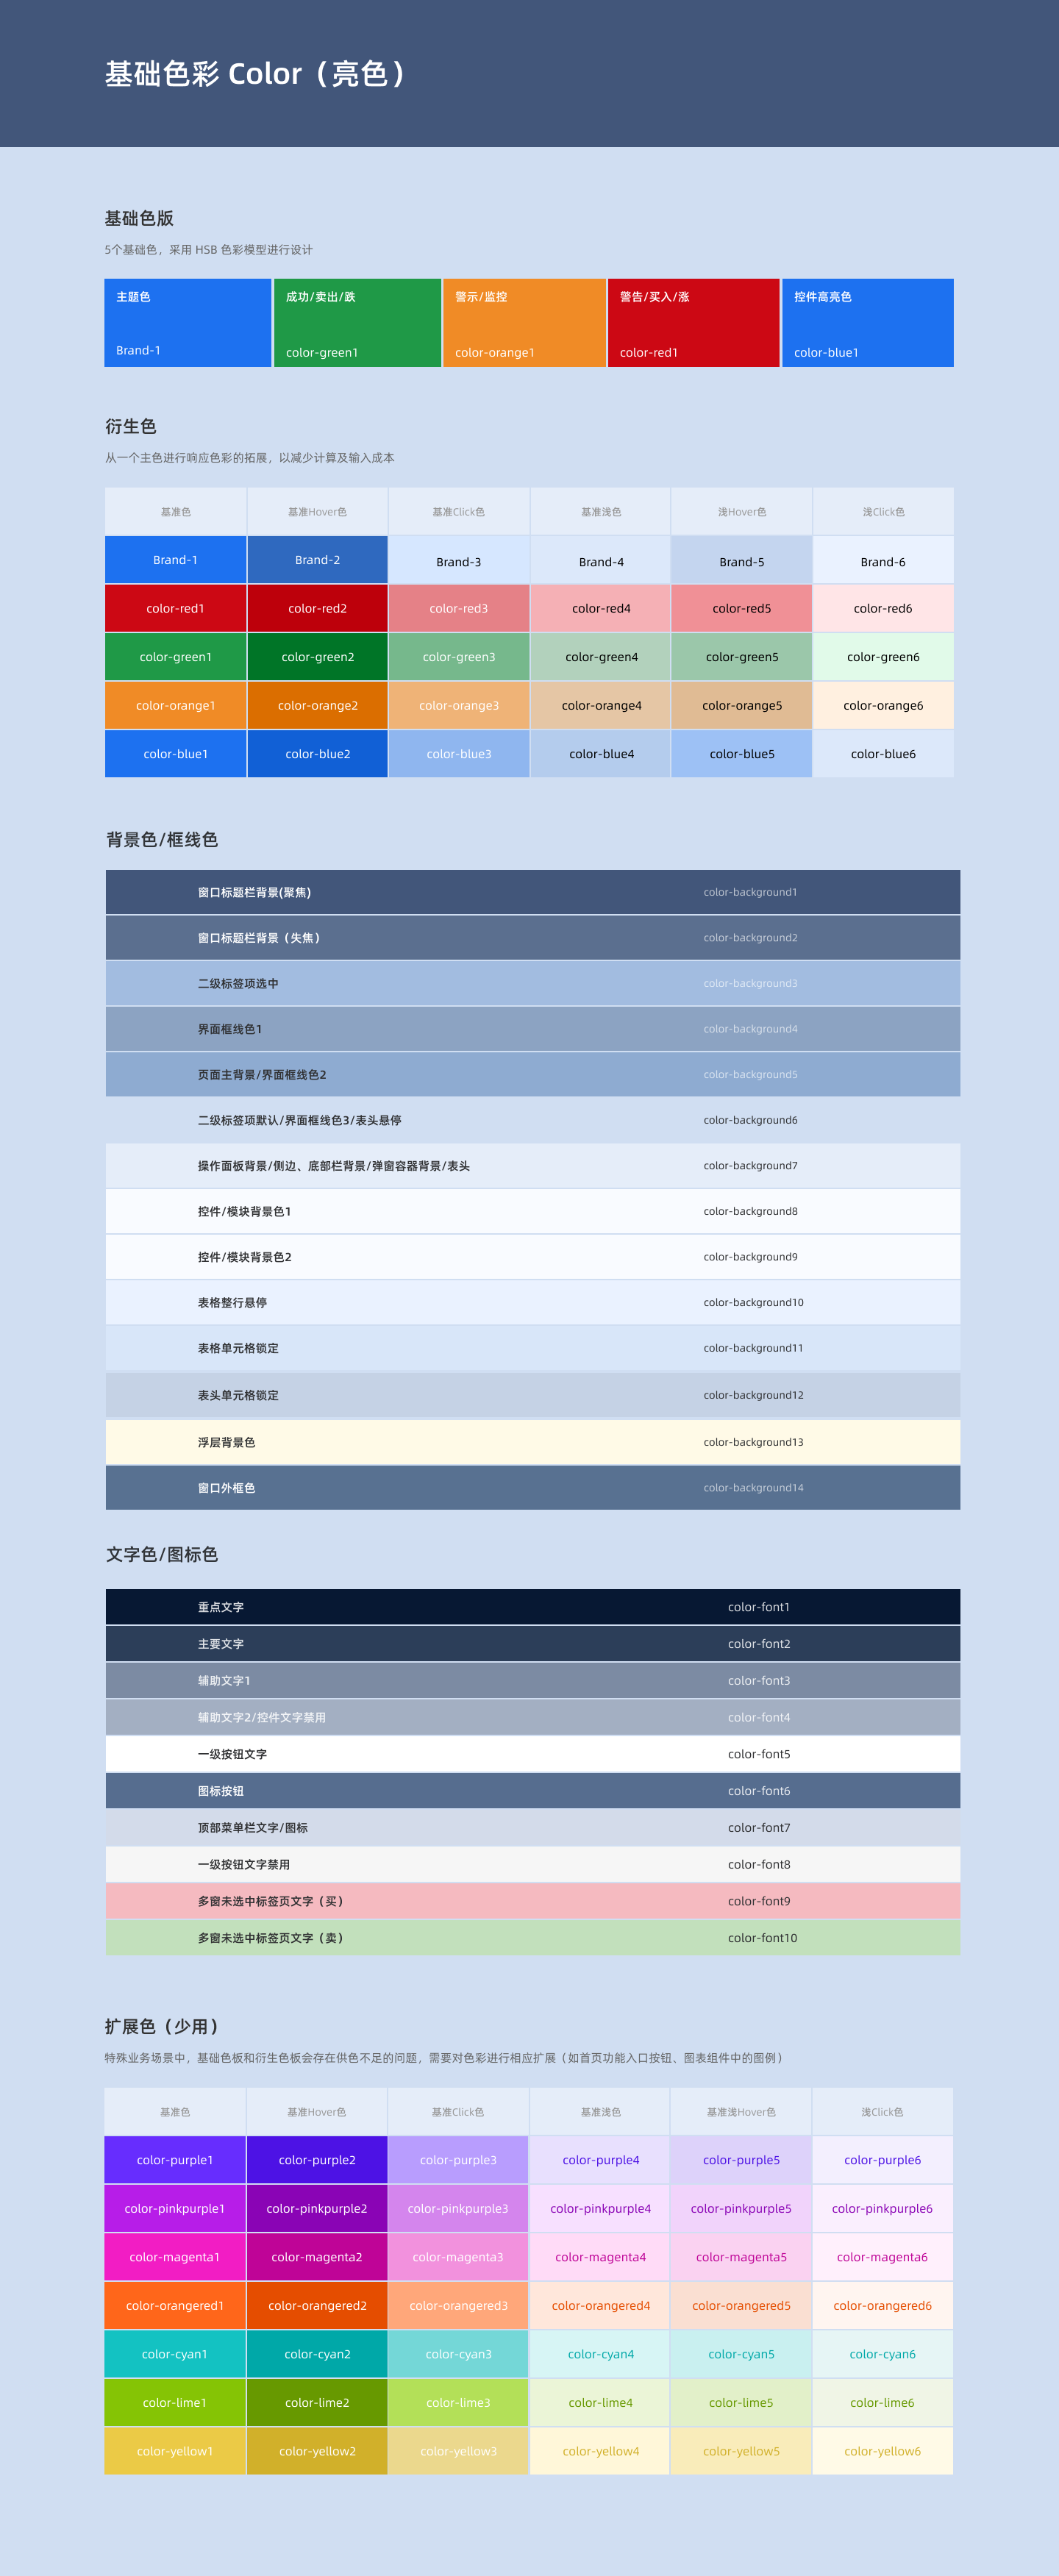 基础色彩 Color（亮色）
基础色版
5个基础色，采用 HSB 色彩模型进行设计
主题色
成功/卖出/跌
警示/监控
警告/买入/涨
控件高亮色
Brand-1
color-green1
color-orange1
color-red1
color-blue1
衍生色
从一个主色进行响应色彩的拓展，以减少计算及输入成本
基准色 基准Hover色 基准Click色 基准浅色 浅Hover色 浅Click色
Brand-1 Brand-2 Brand-3 Brand-4 Brand-5 Brand-6
color-red1 color-red2 color-red3 color-red4 color-red5 color-red6
color-green1 color-green2 color-green3 color-green4 color-green5 color-green6
color-orange1 color-orange2 color-orange3 color-orange4 color-orange5 color-orange6
color-blue1 color-blue2 color-blue3 color-blue4 color-blue5 color-blue6
背景色/框线色
窗口标题栏背景(聚焦) color-background1
窗口标题栏背景（失焦） color-background2
二级标签项选中 color-background3
界面框线色1 color-background4
页面主背景/界面框线色2 color-background5
二级标签项默认/界面框线色3/表头悬停 color-background6
操作面板背景/侧边、底部栏背景/弹窗容器背景/表头 color-background7
控件/模块背景色1 color-background8
控件/模块背景色2 color-background9
表格整行悬停 color-background10
表格单元格锁定 color-background11
表头单元格锁定 color-background12
浮层背景色 color-background13
窗口外框色 color-background14
文字色/图标色
重点文字 color-font1
主要文字 color-font2
辅助文字1 color-font3
辅助文字2/控件文字禁用 color-font4
一级按钮文字 color-font5
图标按钮 color-font6
顶部菜单栏文字/图标 color-font7
一级按钮文字禁用 color-font8
多窗未选中标签页文字（买） color-font9
多窗未选中标签页文字（卖） color-font10
扩展色（少用）
特殊业务场景中，基础色板和衍生色板会存在供色不足的问题，需要对色彩进行相应扩展（如首页功能入口按钮、图表组件中的图例）
基准色 基准Hover色 基准Click色 基准浅色 基准浅Hover色 浅Click色
color-purple1 color-purple2 color-purple3 color-purple4 color-purple5 color-purple6
color-pinkpurple1 color-pinkpurple2 color-pinkpurple3 color-pinkpurple4 color-pinkpurple5 color-pinkpurple6
color-magenta1 color-magenta2 color-magenta3 color-magenta4 color-magenta5 color-magenta6
color-orangered1 color-orangered2 color-orangered3 color-orangered4 color-orangered5 color-orangered6
color-cyan1 color-cyan2 color-cyan3 color-cyan4 color-cyan5 color-cyan6
color-lime1 color-lime2 color-lime3 color-lime4 color-lime5 color-lime6
color-yellow1 color-yellow2 color-yellow3 color-yellow4 color-yellow5 color-yellow6